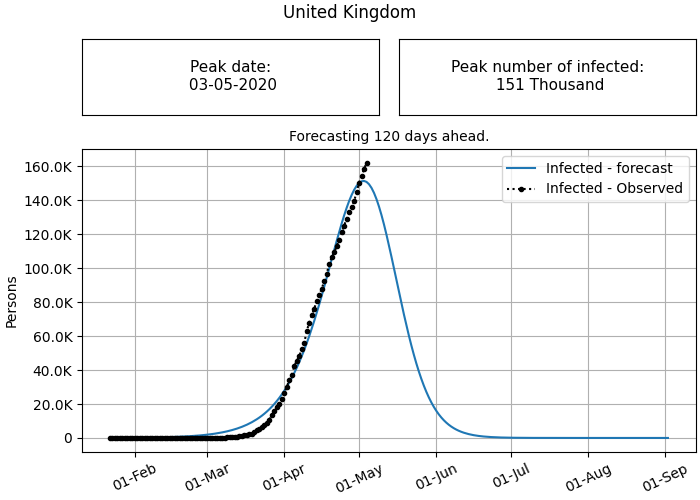 United Kingdom
Peak date:
03-05-2020
Peak number of infected:
151 Thousand
Forecasting 120 days ahead.
Infected - forecast
Infected - Observed
Persons
160.0K
140.0K
120.0K
100.0K
80.0K
60.0K
40.0K
20.0K
0
01-Feb
01-Mar
01-Apr
01-May
01-Jun
01-Jul
01-Aug
01-Sep